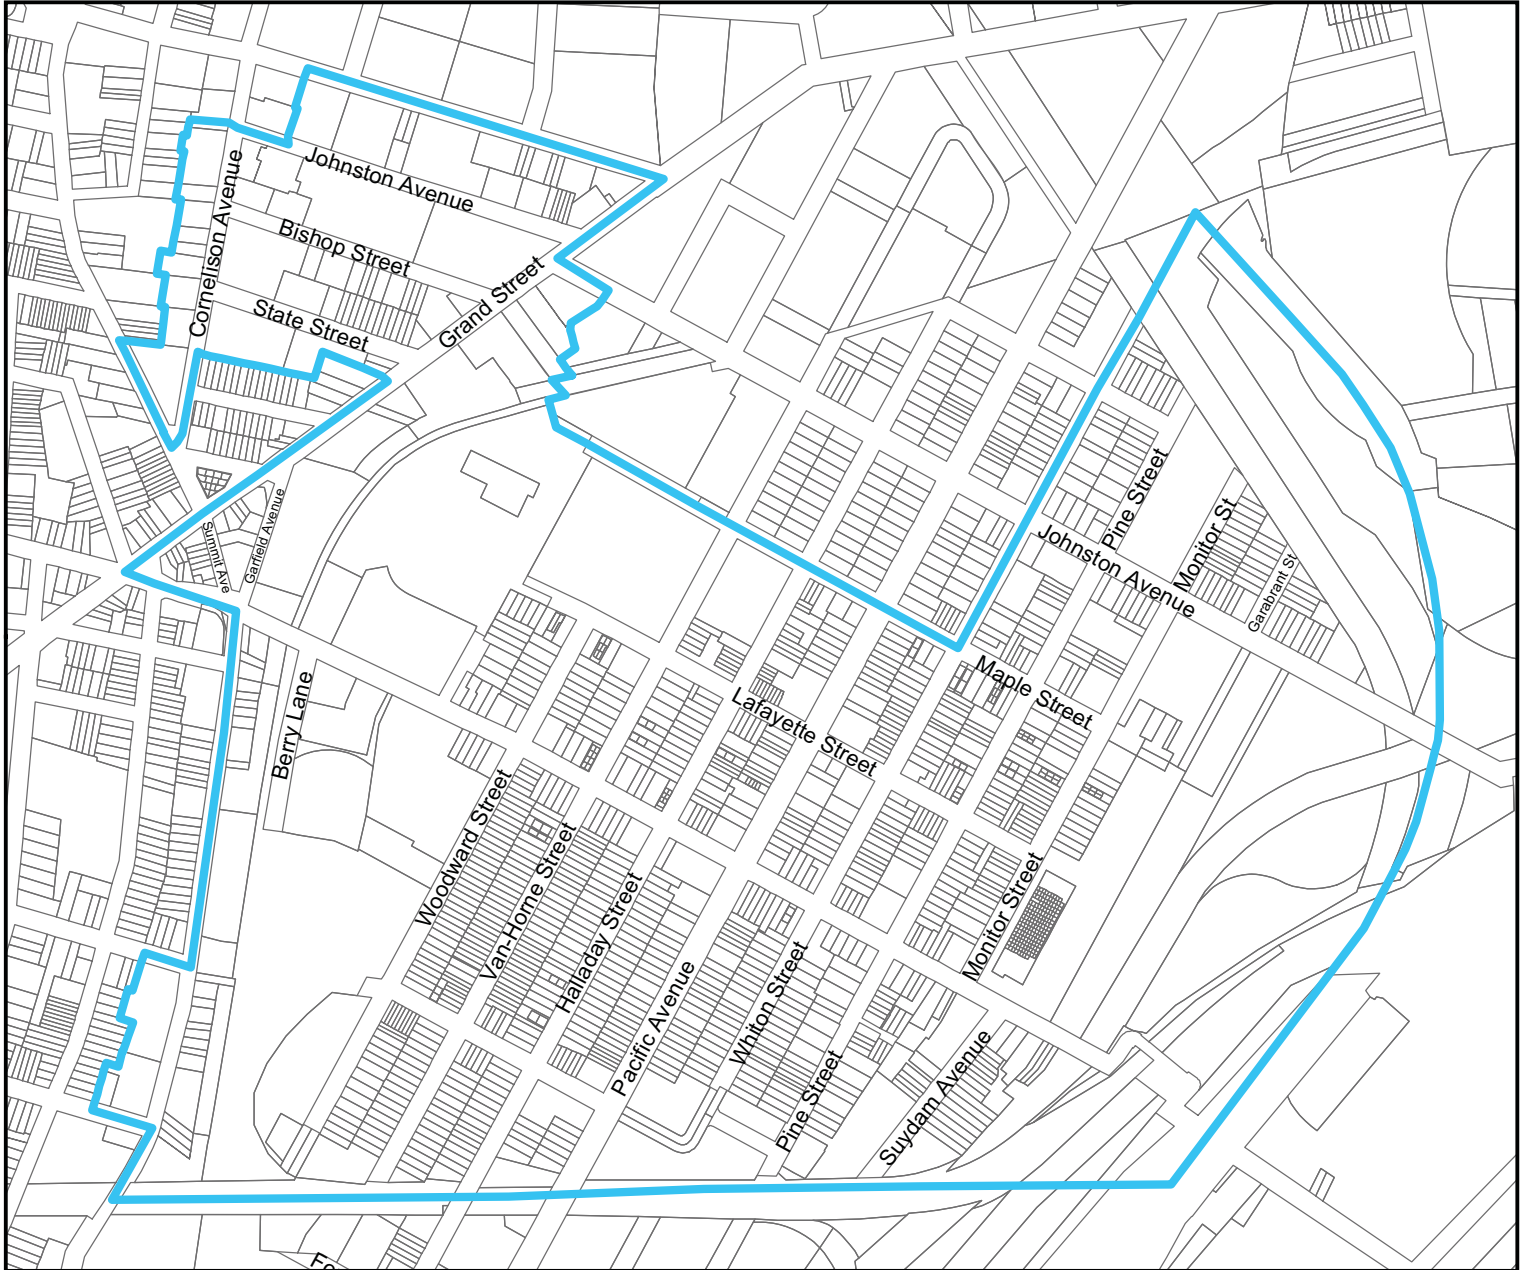 Johnston Avenue
Cornelison Avenue
Bishop Street
Grand Street
State Street
Pine Street
Monitor St
Johnston Avenue
Garabrant St
Summit Ave
Garfield Avenue
Maple Street
Lafayette Street
Berry Lane
Woodward Street
Van-Horne Street
Halladay Street
Monitor Street
Pacific Avenue
Whiton Street
Pine Street
Suydam Avenue